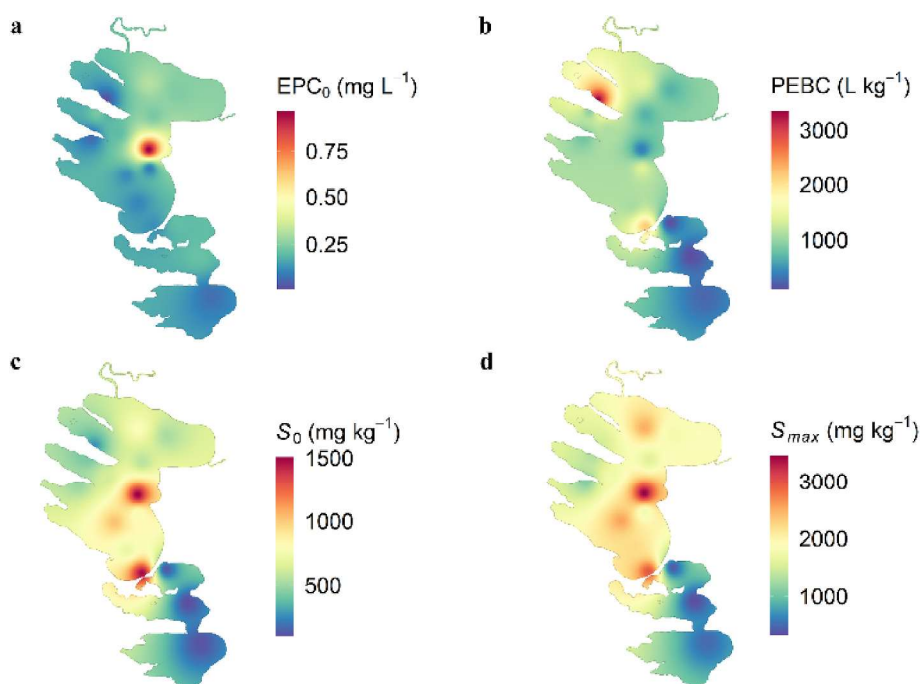 a
EPC₀ (mg L⁻¹)
0.75
0.50
0.25
b
PEBC (L kg⁻¹)
3000
2000
1000
c
S₀ (mg kg⁻¹)
1500
1000
500
d
Sₘₐₓ (mg kg⁻¹)
3000
2000
1000